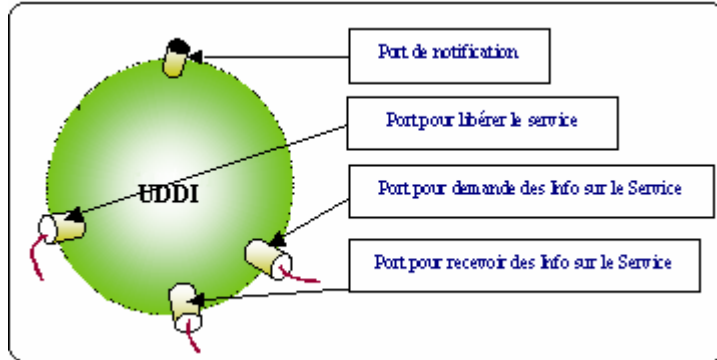 Port de notification
Port pour libérer le service
UDDI
Port pour demande des Info sur le Service
Port pour recevoir des Info sur le Service